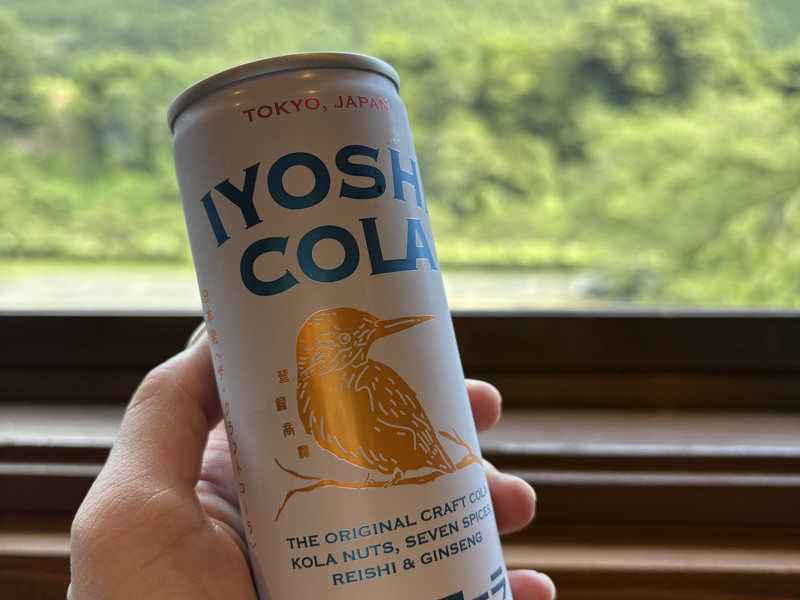 TOKYO, JAPAN
IYOSHI
COLA
THE ORIGINAL CRAFT COLA
KOLA NUTS, SEVEN SPICES
REISHI & GINSENG